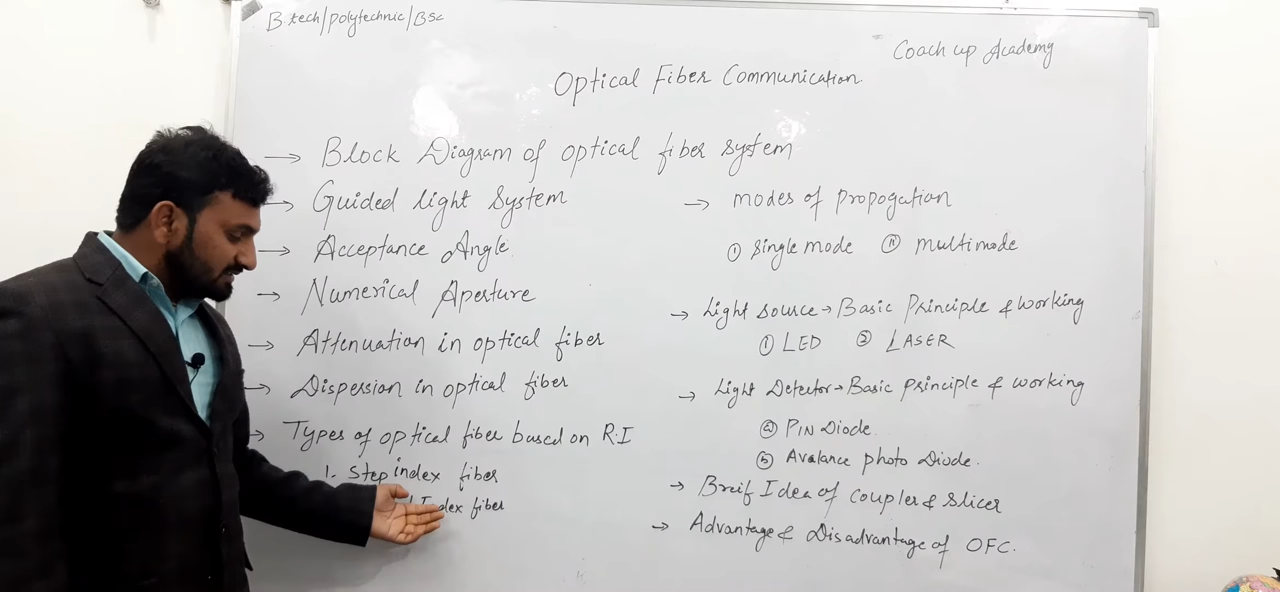 B.tech/polytechnic/BSc
Coach up Academy
Optical Fiber Communication.
→ Block Diagram of optical fiber system
→ Guided light System
→ Acceptance Angle.
→ Numerical Aperture
→ Attenuation in optical fiber
→ Dispersion in optical fiber
→ Types of optical fiber based on R.I
1. Step index fiber
Index fiber
→ modes of propogation
① Single mode ⑪ multimode
→ Light source → Basic Principle & working
① LED ② LASER
→ Light Detector → Basic principle & working
ⓐ PIN Diode.
ⓑ Avalance photo Diode.
→ Breif Idea of Coupler & Slicer
→ Advantage & Disadvantage of OFC.